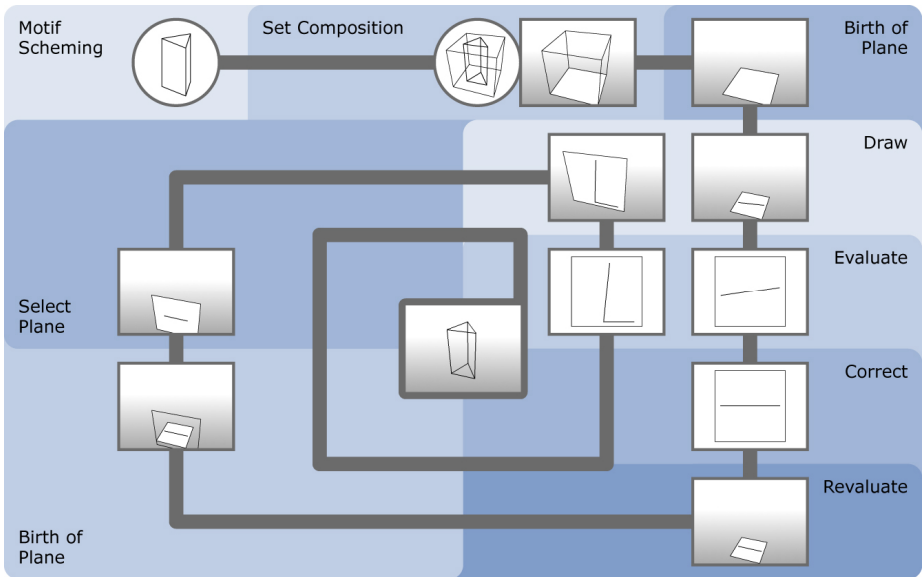 Motif
Scheming
Set Composition
Birth of
Plane
Draw
Evaluate
Select
Plane
Correct
Revaluate
Birth of
Plane